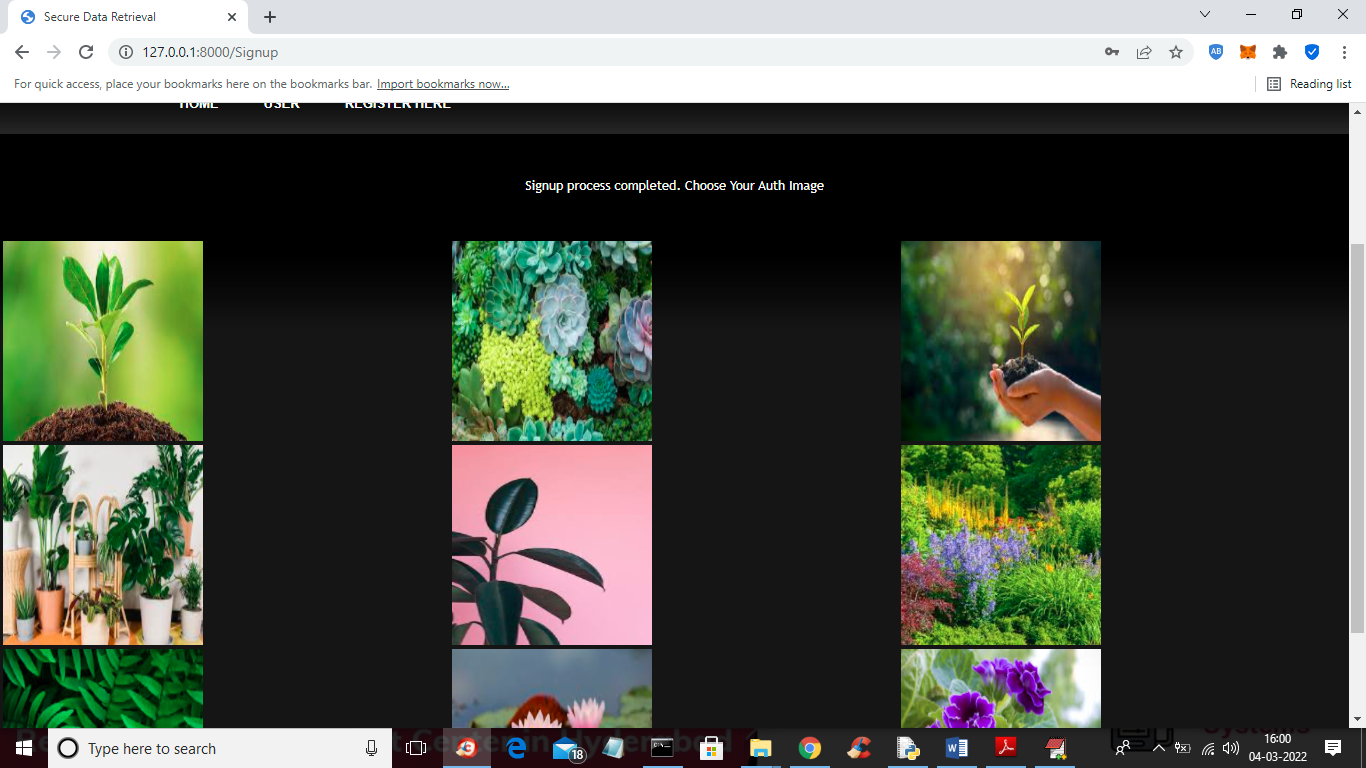 Secure Data Retrieval
127.0.0.1:8000/Signup
AB
For quick access, place your bookmarks here on the bookmarks bar. Import bookmarks now...
Reading list
HOME USER REGISTER HERE
Signup process completed. Choose Your Auth Image
Type here to search
18
16:00
04-03-2022